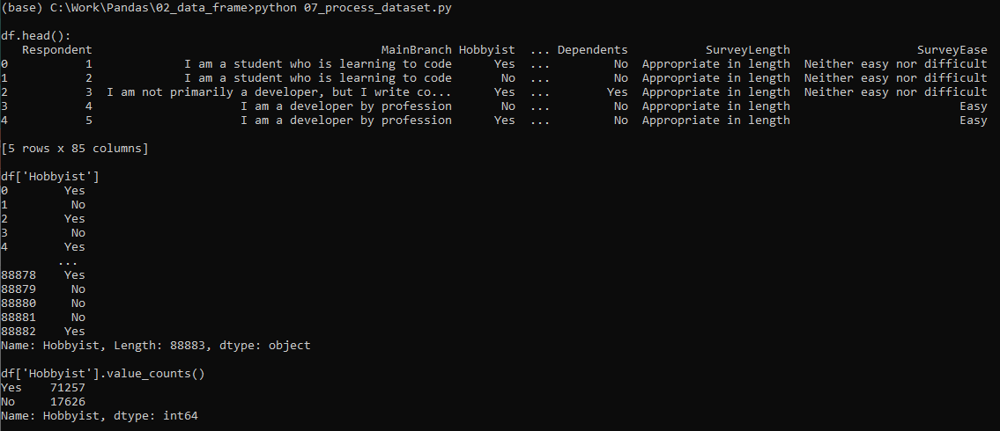 (base) C:\Work\Pandas\02_data_frame>python 07_process_dataset.py
df.head():
   Respondent                                         MainBranch Hobbyist  ... Dependents           SurveyLength                  SurveyEase
0           1             I am a student who is learning to code      Yes  ...         No  Appropriate in length  Neither easy nor difficult
1           2             I am a student who is learning to code       No  ...         No  Appropriate in length  Neither easy nor difficult
2           3  I am not primarily a developer, but I write co...      Yes  ...        Yes  Appropriate in length  Neither easy nor difficult
3           4                     I am a developer by profession       No  ...         No  Appropriate in length                        Easy
4           5                     I am a developer by profession      Yes  ...         No  Appropriate in length                        Easy
[5 rows x 85 columns]
df['Hobbyist']
0        Yes
1         No
2        Yes
3         No
4        Yes
        ...
88878    Yes
88879     No
88880     No
88881     No
88882    Yes
Name: Hobbyist, Length: 88883, dtype: object
df['Hobbyist'].value_counts()
Yes    71257
No     17626
Name: Hobbyist, dtype: int64